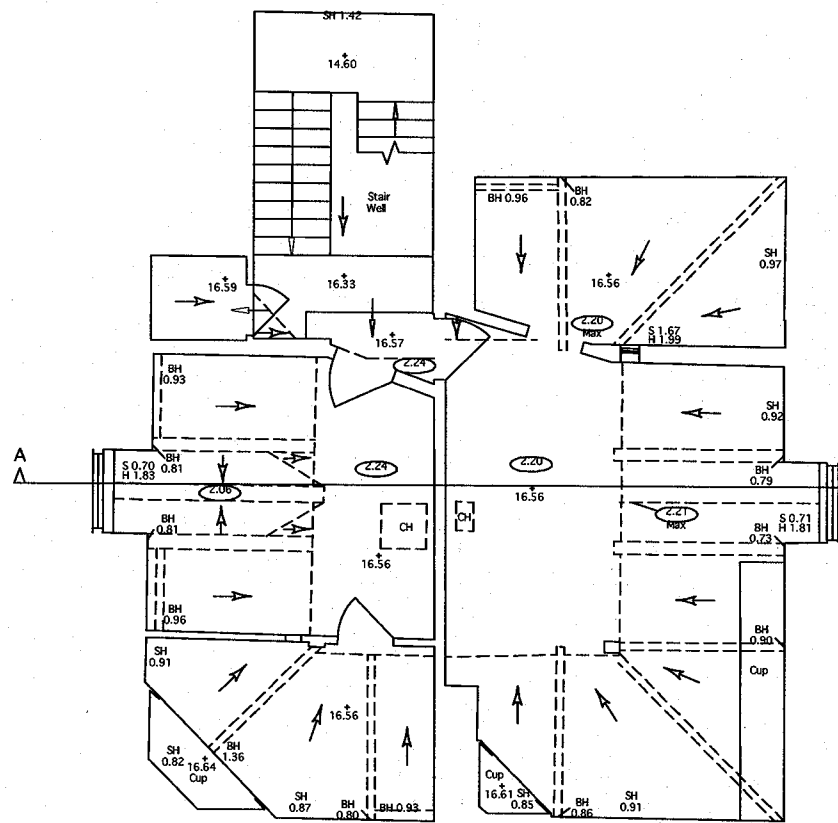 SH 1.42
14.60
Stair
Well
BH 0.96
BH
0.82
SH
0.97
16.59
16.33
16.56
2.20
Max
S 1.67
H 1.99
16.57
2.24
BH
0.93
SH
0.92
A
S 0.70
H 1.83
BH
0.81
2.06
2.24
2.20
16.56
BH
0.79
2.21
Max
S 0.71
H 1.81
BH
0.81
CH
CH
BH
0.73
16.56
BH
0.96
BH
0.90
SH
0.91
Cup
16.56
SH
0.82
16.64
Cup
BH
1.36
SH
0.87
BH
0.80
BH 0.93
Cup
16.61
SH
0.85
BH
0.86
SH
0.91